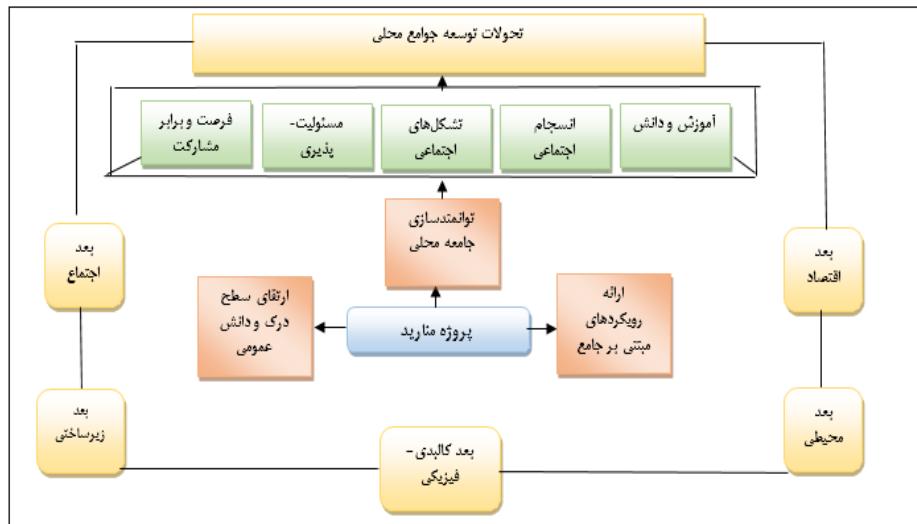 تحولات توسعه جوامع محلی
آموزش و دانش
انسجام
اجتماعی
تشکل‌های
اجتماعی
مسئولیت-
پذیری
فرصت و برابر
مشارکت
توانمندسازی
جامعه محلی
بعد
اقتصاد
بعد
اجتماع
ارائه
رویکردهای
مبتنی بر جامع
پروژه منارید
ارتقای سطح
درک و دانش
عمومی
بعد
محیطی
بعد کالبدی-
فیزیکی
بعد
زیرساختی